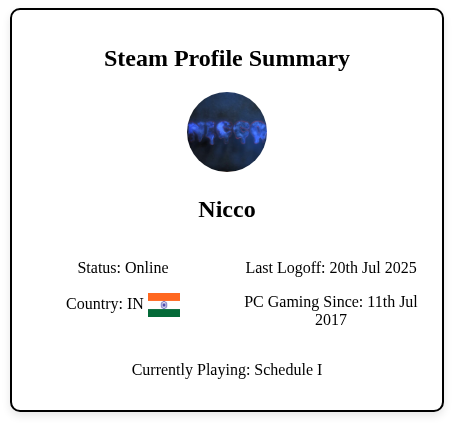 Steam Profile Summary
Nicco
Status: Online
Last Logoff: 20th Jul 2025
Country: IN
PC Gaming Since: 11th Jul
2017
Currently Playing: Schedule I